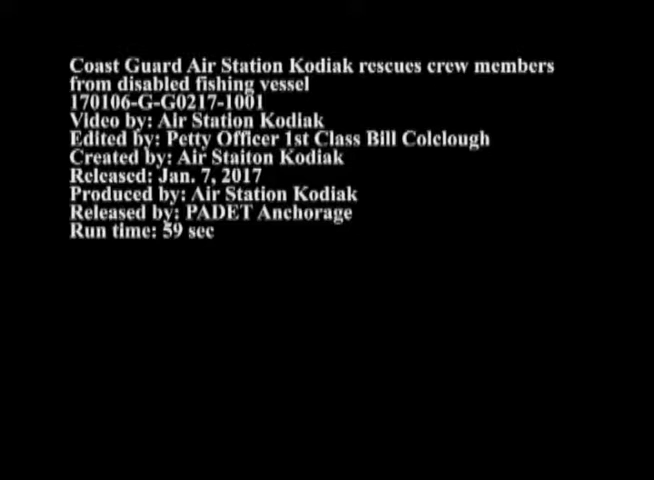 Coast Guard Air Station Kodiak rescues crew members
from disabled fishing vessel
170106-G-G0217-1001
Video by: Air Station Kodiak
Edited by: Petty Officer 1st Class Bill Colclough
Created by: Air Staiton Kodiak
Released: Jan. 7, 2017
Produced by: Air Station Kodiak
Released by: PADET Anchorage
Run time: 59 sec